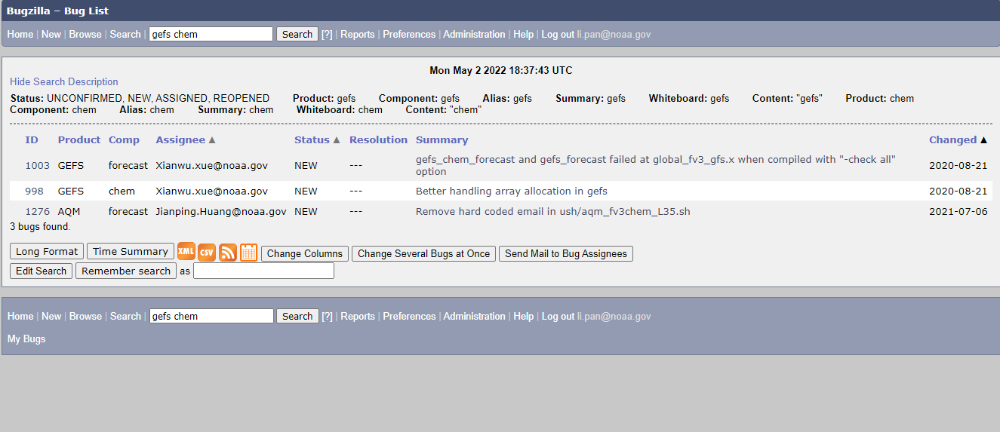 Bugzilla – Bug List
Home | New | Browse | Search | gefs chem Search [?] | Reports | Preferences | Administration | Help | Log out li.pan@noaa.gov
Mon May 2 2022 18:37:43 UTC
Hide Search Description
Status: UNCONFIRMED, NEW, ASSIGNED, REOPENED Product: gefs Component: gefs Alias: gefs Summary: gefs Whiteboard: gefs Content: "gefs" Product: chem
Component: chem Alias: chem Summary: chem Whiteboard: chem Content: "chem"
ID Product Comp Assignee ▲ Status ▲ Resolution Summary Changed ▲
1003 GEFS forecast Xianwu.xue@noaa.gov NEW --- gefs_chem_forecast and gefs_forecast failed at global_fv3_gfs.x when compiled with "-check all" option 2020-08-21
998 GEFS chem Xianwu.xue@noaa.gov NEW --- Better handling array allocation in gefs 2020-08-21
1276 AQM forecast Jianping.Huang@noaa.gov NEW --- Remove hard coded email in ush/aqm_fv3chem_L35.sh 2021-07-06
3 bugs found.
Long Format Time Summary XML CSV Change Columns Change Several Bugs at Once Send Mail to Bug Assignees
Edit Search Remember search as
Home | New | Browse | Search | gefs chem Search [?] | Reports | Preferences | Administration | Help | Log out li.pan@noaa.gov
My Bugs